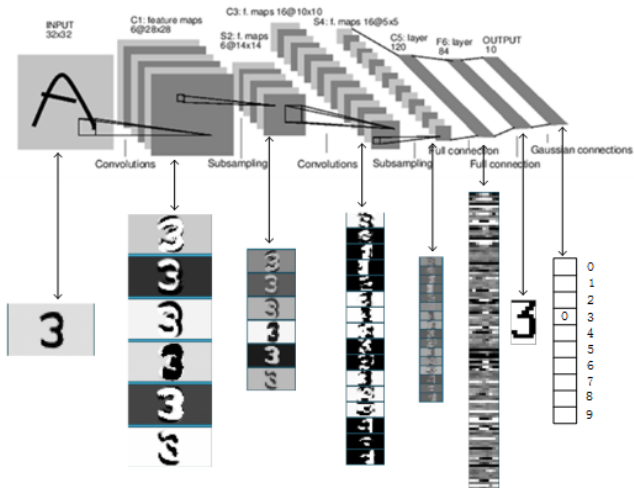 INPUT
32x32
C1: feature maps
6@28x28
S2: f. maps
6@14x14
C3: f. maps 16@10x10
S4: f. maps 16@5x5
C5: layer
120
F6: layer
84
OUTPUT
10
A
Convolutions
Subsampling
Convolutions
Subsampling
Full connection
Full connection
Gaussian connections
3
3
0
0
1
2
3
4
5
6
7
8
9